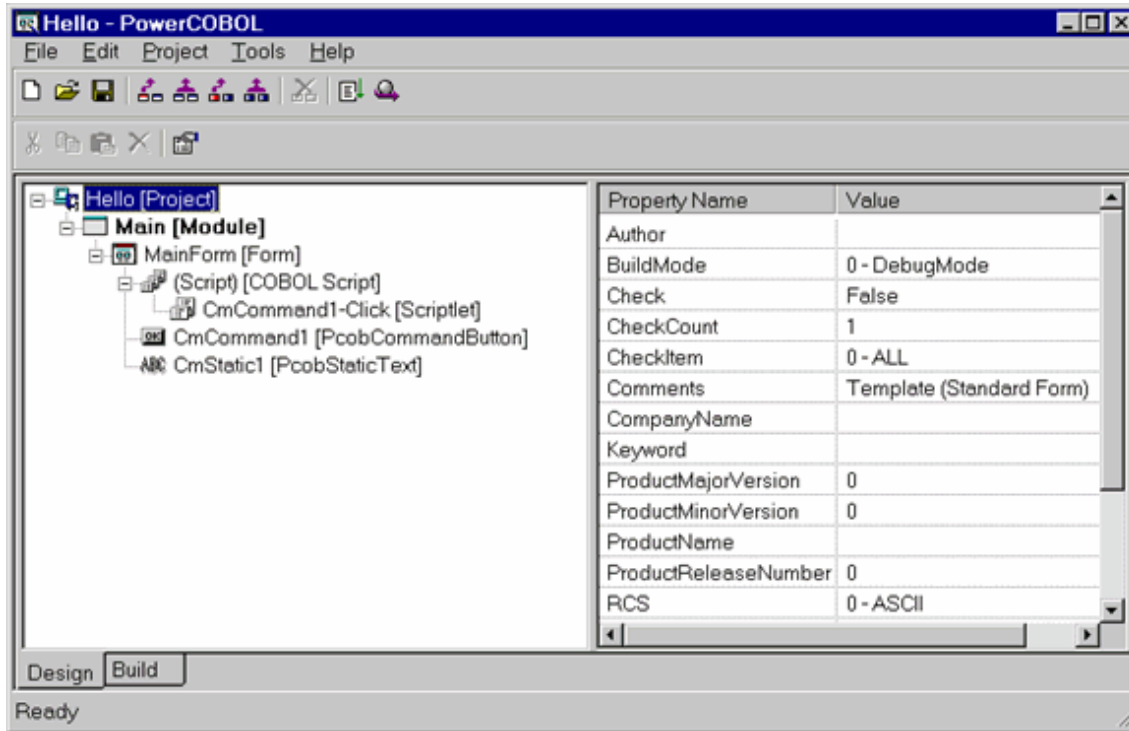 Hello - PowerCOBOL
File Edit Project Tools Help
Hello [Project]
Main [Module]
MainForm [Form]
(Script) [COBOL Script]
CmCommand1-Click [Scriptlet]
OK CmCommand1 [PcobCommandButton]
ABC CmStatic1 [PcobStaticText]
Property Name Value
Author
BuildMode 0 - DebugMode
Check False
CheckCount 1
CheckItem 0 - ALL
Comments Template (Standard Form)
CompanyName
Keyword
ProductMajorVersion 0
ProductMinorVersion 0
ProductName
ProductReleaseNumber 0
RCS 0 - ASCII
Design Build
Ready